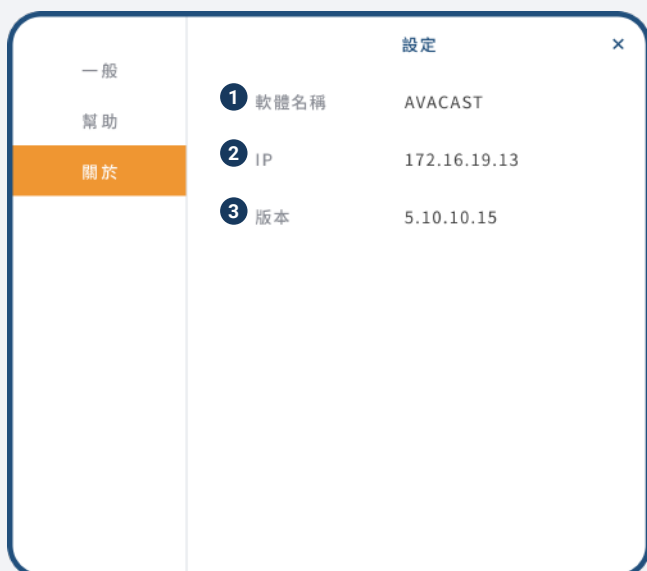 設定 ×
一般
幫助
關於
1 軟體名稱 AVACAST
2 IP 172.16.19.13
3 版本 5.10.10.15